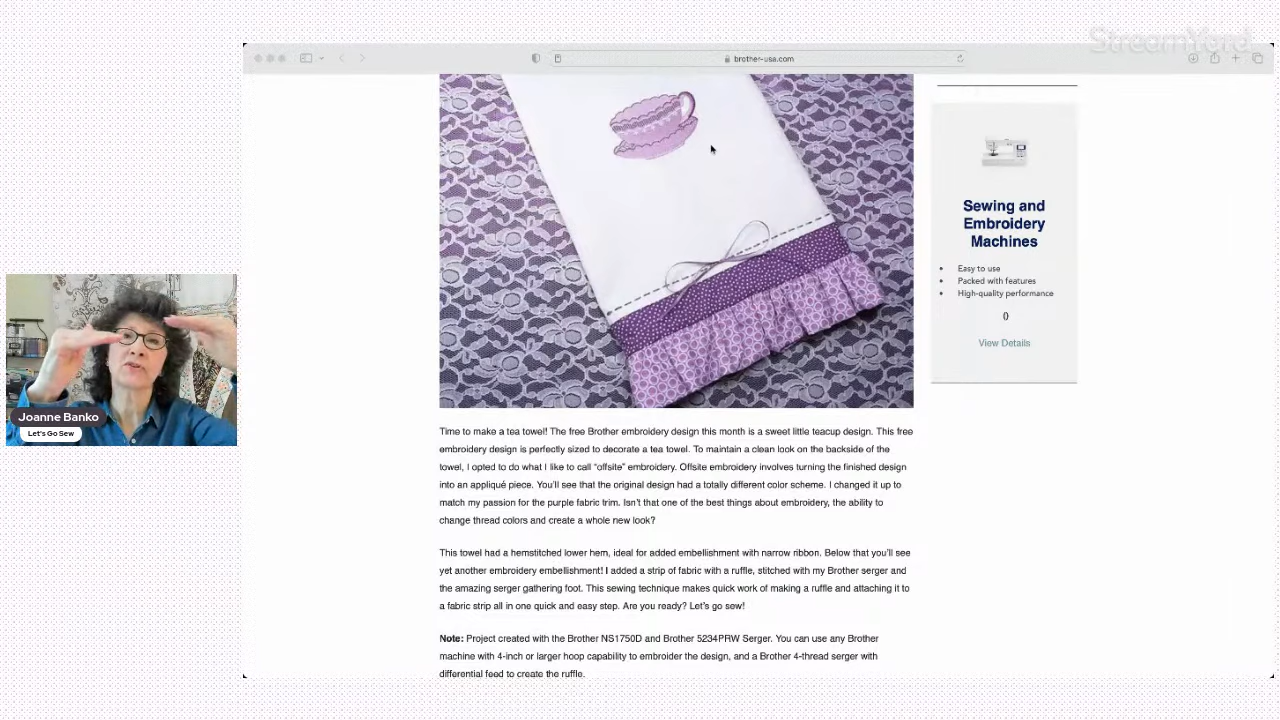 StreamYard
brother-usa.com
Sewing and
Embroidery
Machines
• Easy to use
• Packed with features
• High-quality performance
()
View Details
Joanne Banko
Let's Go Sew
Time to make a tea towel! The free Brother embroidery design this month is a sweet little teacup design. This free
embroidery design is perfectly sized to decorate a tea towel. To maintain a clean look on the backside of the
towel, I opted to do what I like to call “offsite” embroidery. Offsite embroidery involves turning the finished design
into an appliqué piece. You’ll see that the original design had a totally different color scheme. I changed it up to
match my passion for the purple fabric trim. Isn’t that one of the best things about embroidery, the ability to
change thread colors and create a whole new look?
This towel had a hemstitched lower hem, ideal for added embellishment with narrow ribbon. Below that you’ll see
yet another embroidery embellishment! I added a strip of fabric with a ruffle, stitched with my Brother serger and
the amazing serger gathering foot. This sewing technique makes quick work of making a ruffle and attaching it to
a fabric strip all in one quick and easy step. Are you ready? Let’s go sew!
Note: Project created with the Brother NS1750D and Brother 5234PRW Serger. You can use any Brother
machine with 4-inch or larger hoop capability to embroider the design, and a Brother 4-thread serger with
differential feed to create the ruffle.